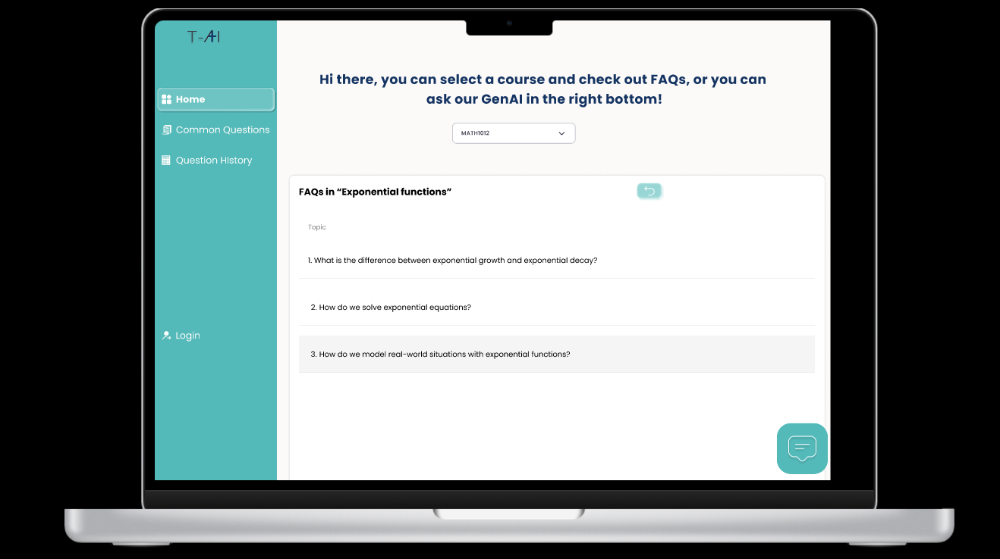 T-AI
Hi there, you can select a course and check out FAQs, or you can
ask our GenAI in the right bottom!
Home
Common Questions
Question HIstory
Login
MATH1012
FAQs in “Exponential functions”
Topic
1. What is the difference between exponential growth and exponential decay?
2. How do we solve exponential equations?
3. How do we model real-world situations with exponential functions?